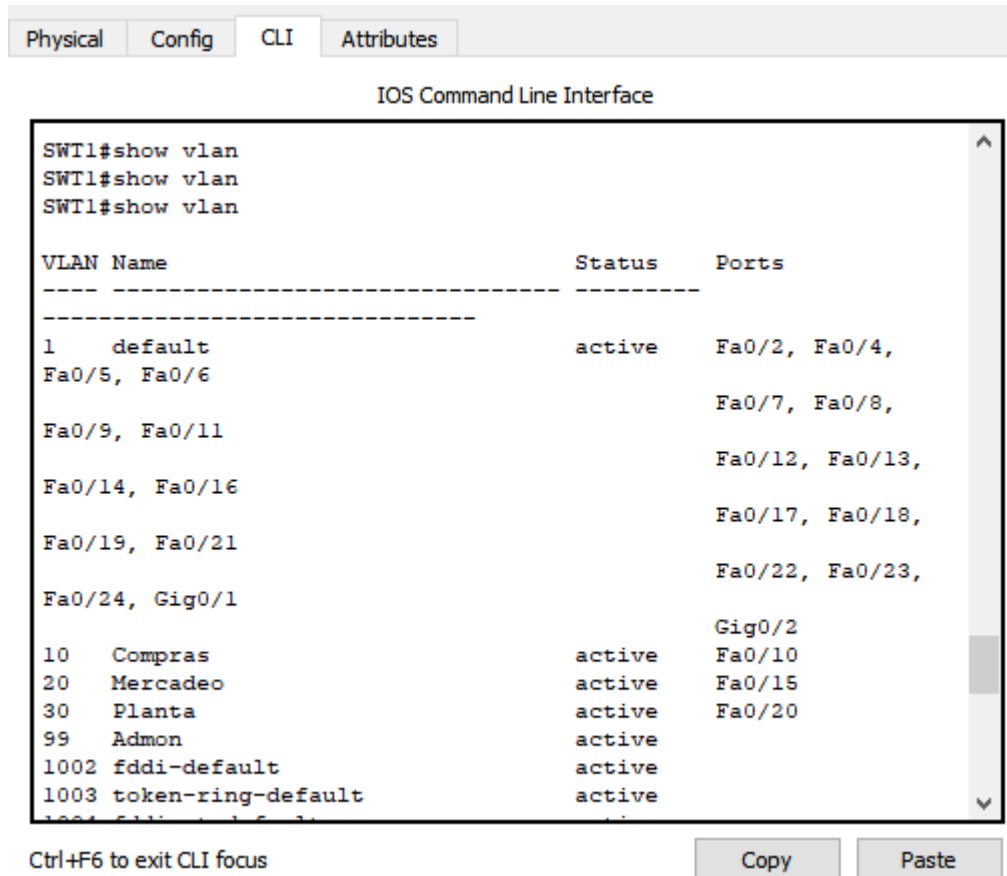 Physical Config CLI Attributes
IOS Command Line Interface
SWT1#show vlan
SWT1#show vlan
SWT1#show vlan
VLAN Name Status Ports
---- -------------------------------- ---------
-------------------------------
1 default active Fa0/2, Fa0/4,
Fa0/5, Fa0/6
Fa0/7, Fa0/8,
Fa0/9, Fa0/11
Fa0/12, Fa0/13,
Fa0/14, Fa0/16
Fa0/17, Fa0/18,
Fa0/19, Fa0/21
Fa0/22, Fa0/23,
Fa0/24, Gig0/1
Gig0/2
10 Compras active Fa0/10
20 Mercadeo active Fa0/15
30 Planta active Fa0/20
99 Admon active
1002 fddi-default active
1003 token-ring-default active
Ctrl+F6 to exit CLI focus Copy Paste